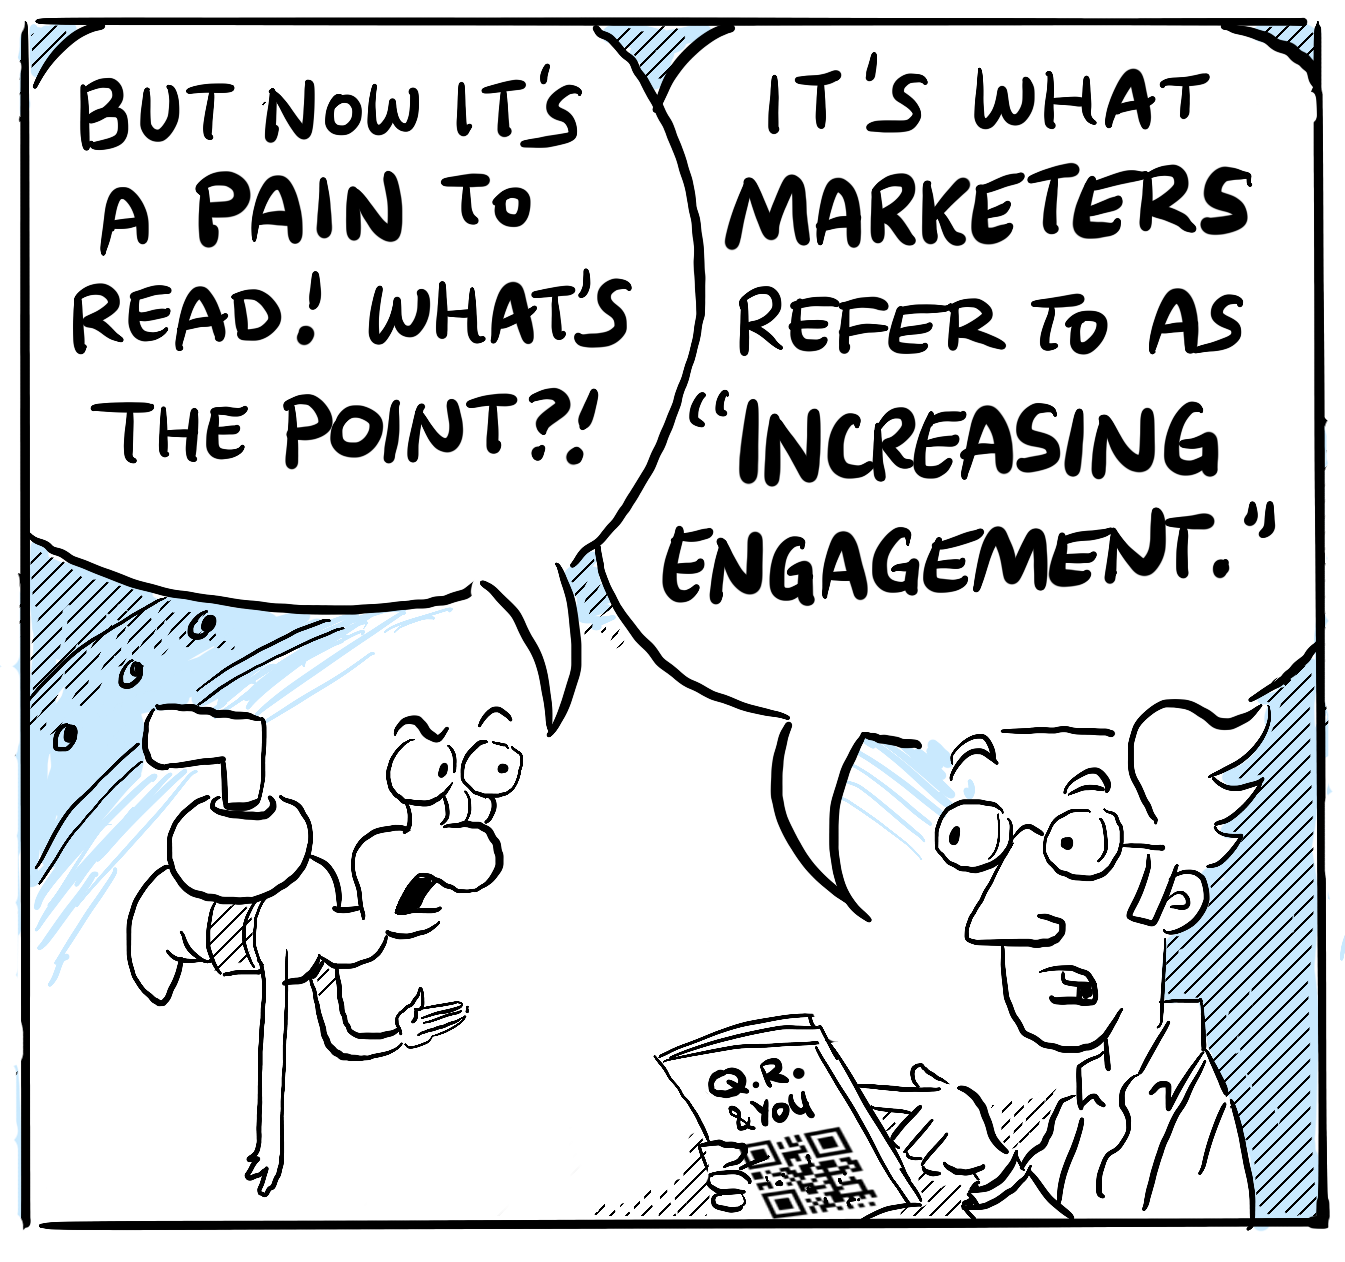 BUT NOW IT'S
A PAIN TO
READ! WHAT'S
THE POINT?!
IT'S WHAT
MARKETERS
REFER TO AS
"INCREASING
ENGAGEMENT."
Q.R.
& YOU